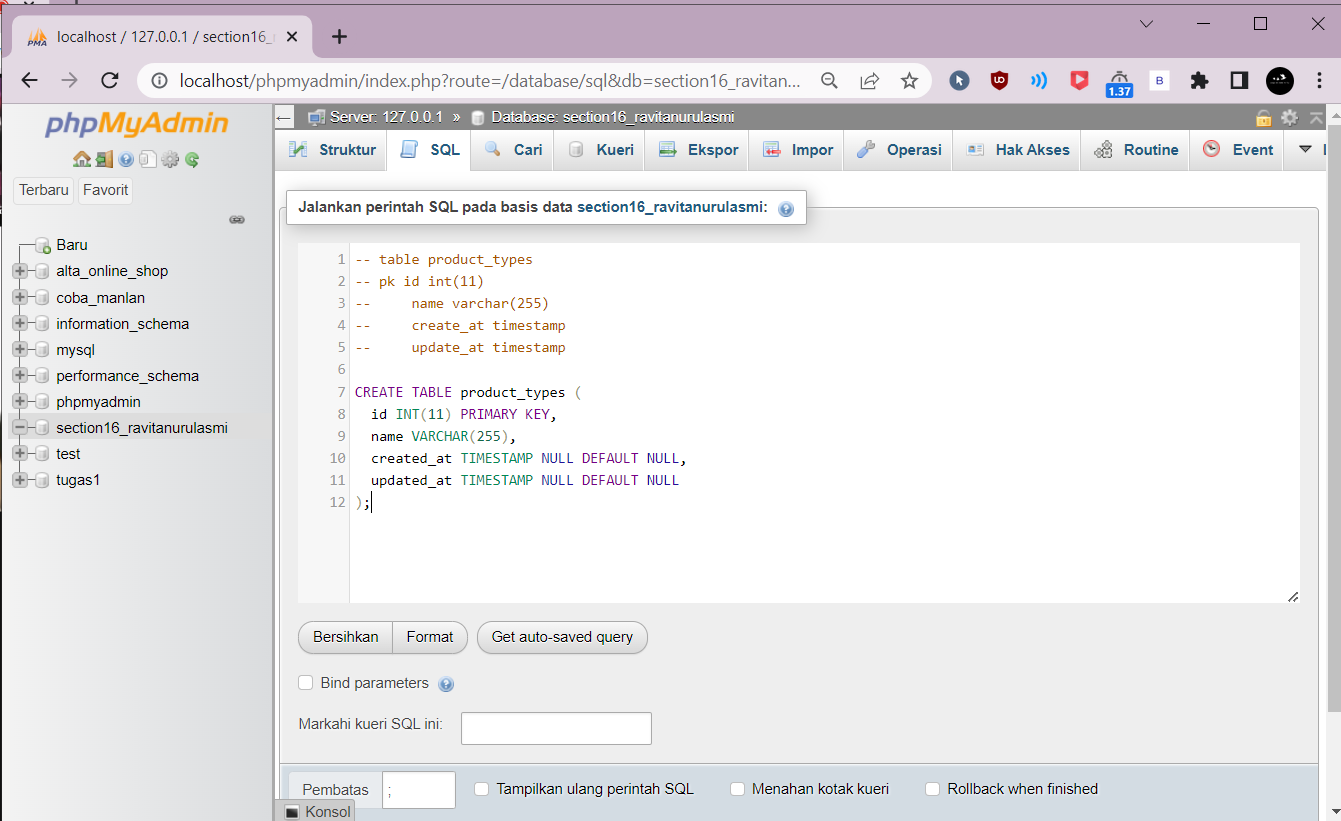 localhost / 127.0.0.1 / section16_
localhost/phpmyadmin/index.php?route=/database/sql&db=section16_ravitan...
1.37
B
phpMyAdmin
Terbaru
Favorit
Baru
alta_online_shop
coba_manlan
information_schema
mysql
performance_schema
phpmyadmin
section16_ravitanurulasmi
test
tugas1
Server: 127.0.0.1 » Database: section16_ravitanurulasmi
Struktur SQL Cari Kueri Ekspor Impor Operasi Hak Akses Routine Event
Jalankan perintah SQL pada basis data section16_ravitanurulasmi:
1 -- table product_types
2 -- pk id int(11)
3 --     name varchar(255)
4 --     create_at timestamp
5 --     update_at timestamp
6
7 CREATE TABLE product_types (
8   id INT(11) PRIMARY KEY,
9   name VARCHAR(255),
10   created_at TIMESTAMP NULL DEFAULT NULL,
11   updated_at TIMESTAMP NULL DEFAULT NULL
12 );
Bersihkan Format Get auto-saved query
Bind parameters
Markahi kueri SQL ini:
Pembatas ; Tampilkan ulang perintah SQL Menahan kotak kueri Rollback when finished
Konsol